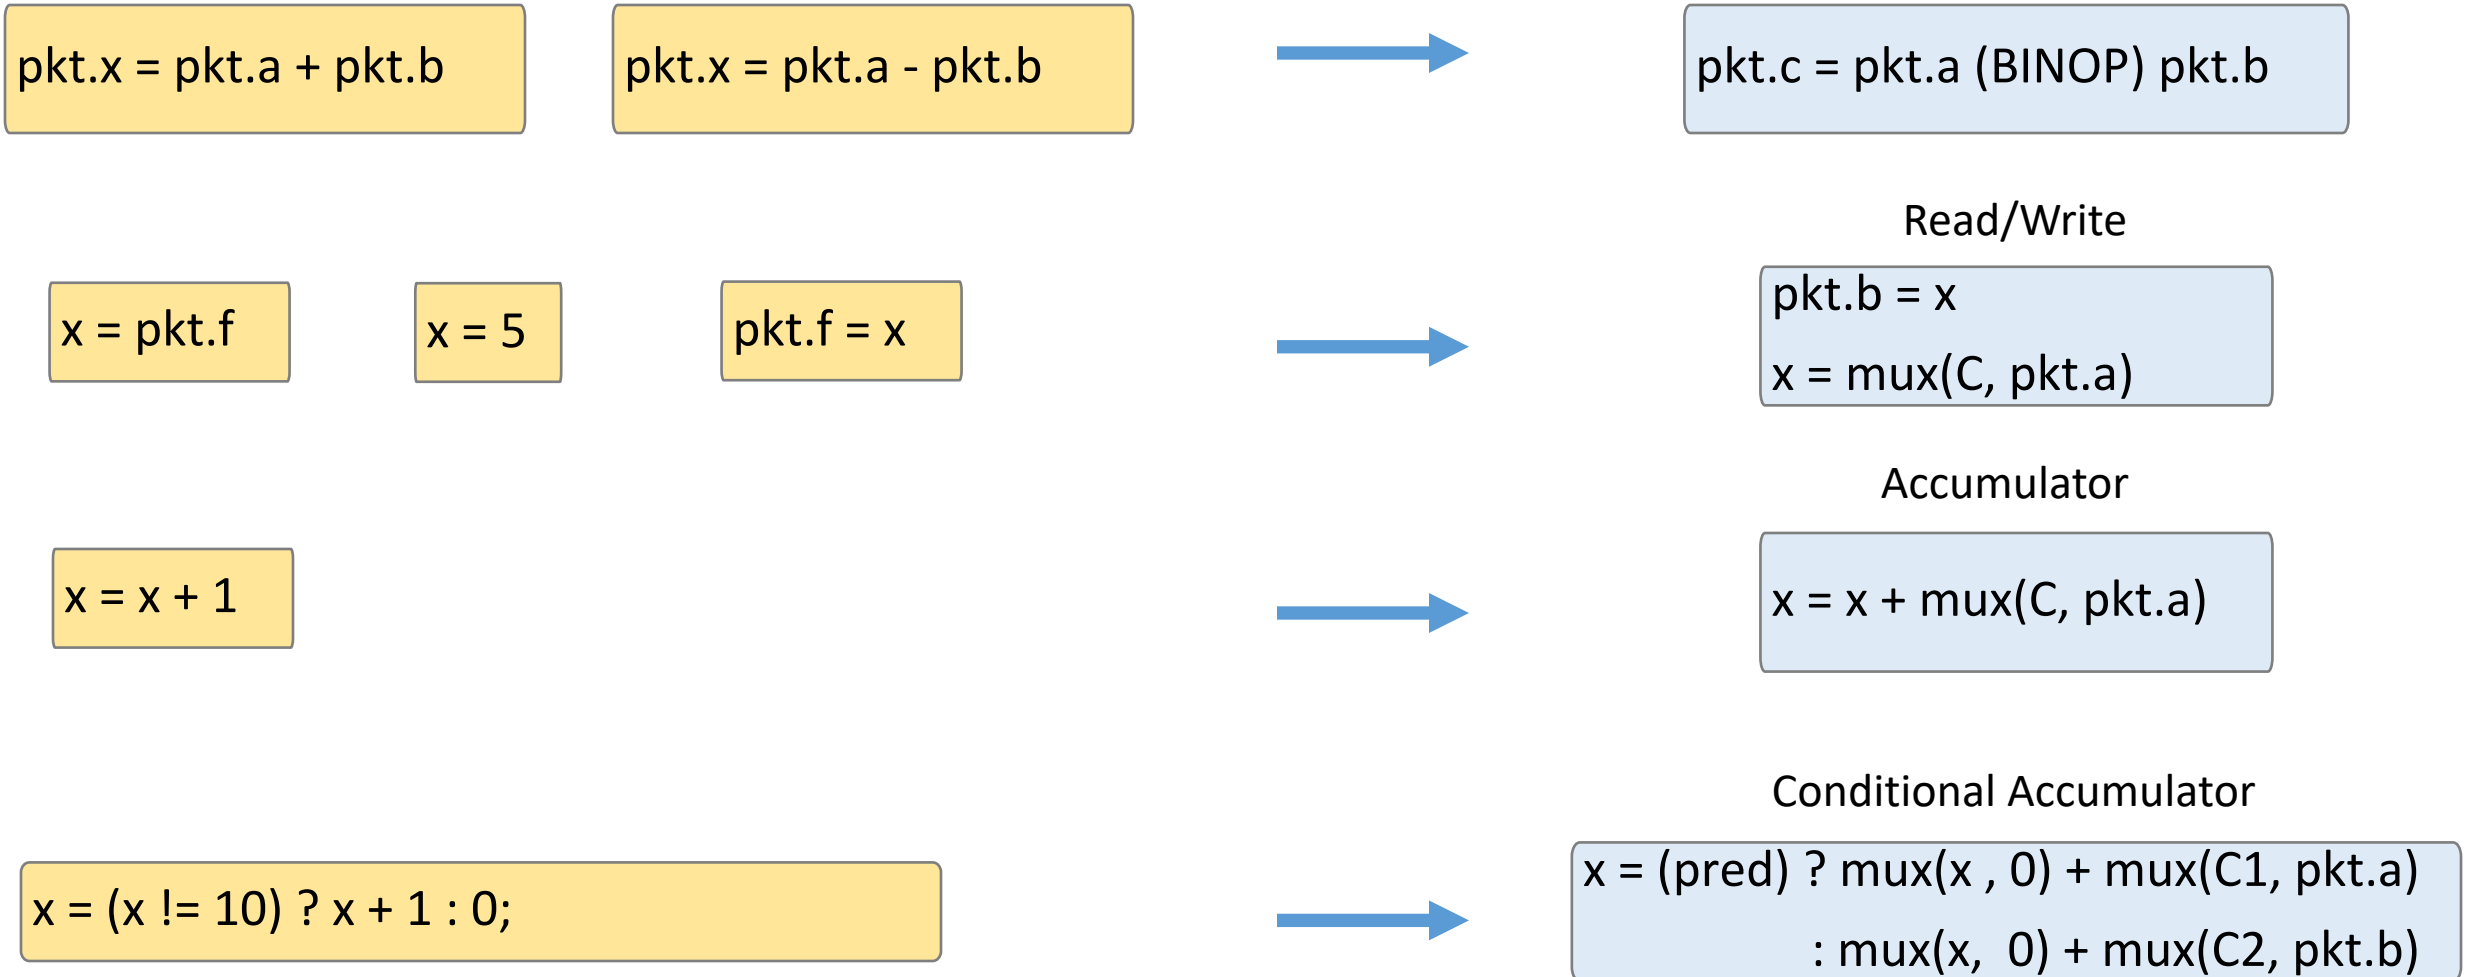 pkt.x = pkt.a + pkt.b
pkt.x = pkt.a - pkt.b
pkt.c = pkt.a (BINOP) pkt.b
Read/Write
x = pkt.f
x = 5
pkt.f = x
pkt.b = x
x = mux(C, pkt.a)
Accumulator
x = x + 1
x = x + mux(C, pkt.a)
Conditional Accumulator
x = (x != 10) ? x + 1 : 0;
x = (pred) ? mux(x , 0) + mux(C1, pkt.a)
: mux(x, 0) + mux(C2, pkt.b)